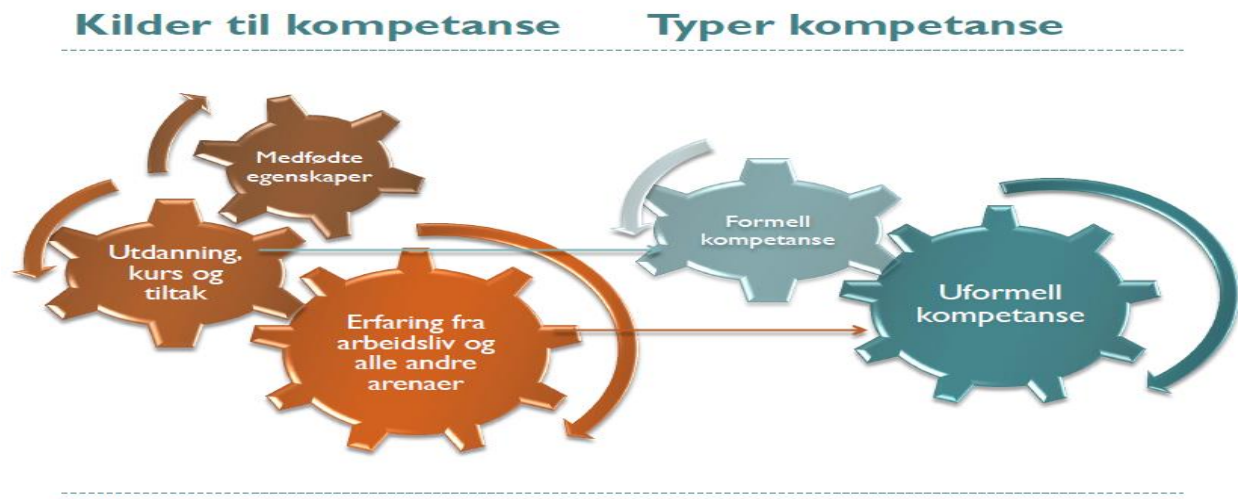 Kilder til kompetanse
Typer kompetanse
Medfødte
egenskaper
Utdanning,
kurs og
tiltak
Erfaring fra
arbeidsliv og
alle andre
arenaer
Formell
kompetanse
Uformell
kompetanse